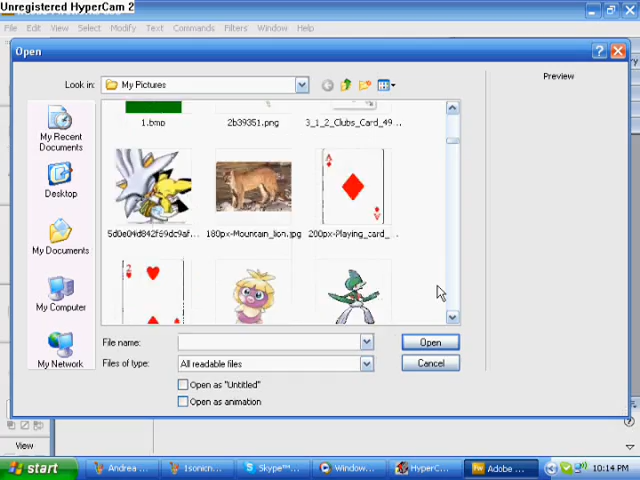 Unregistered HyperCam 2
File Edit View Select Modify Text Commands Filters Window Help
Open
Look in: My Pictures
Preview
1.bmp 2b39351.png 3_1_2_Clubs_Card_49...
My Recent Documents
Desktop
5d0e04d842f69dc9af... 180px-Mountain_lion.jpg 200px-Playing_card_...
My Documents
My Computer
My Network
File name: Open
Files of type: All readable files Cancel
Open as "Untitled"
Open as animation
View
start Andrea ... 1sonicn... Skype™... Window... HyperC... Adobe ... 10:14 PM